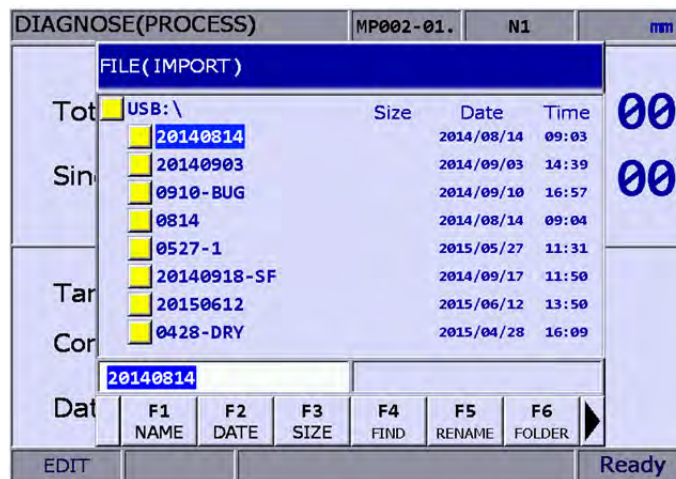 DIAGNOSE(PROCESS) MP002-01. N1 mm
FILE(IMPORT)
USB:\ Size Date Time
20140814 2014/08/14 09:03
20140903 2014/09/03 14:39
0910-BUG 2014/09/10 16:57
0814 2014/08/14 09:04
0527-1 2015/05/27 11:31
20140918-SF 2014/09/17 11:50
20150612 2015/06/12 13:50
0428-DRY 2015/04/28 16:09
Tot 00
Sin 00
Tar
Cor
Dat
20140814
F1 F2 F3 F4 F5 F6
NAME DATE SIZE FIND RENAME FOLDER
EDIT Ready